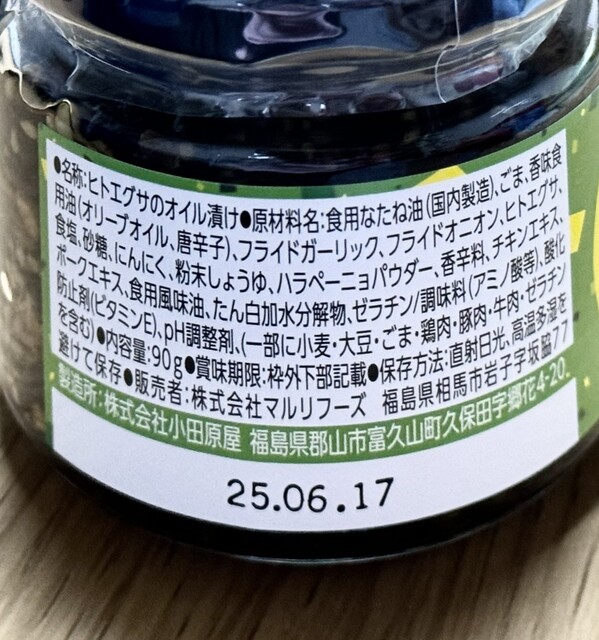 ●名称:ヒトエグサのオイル漬け●原材料名:食用なたね油(国内製造)、ごま、香味食
用油(オリーブオイル、唐辛子)、フライドガーリック、フライドオニオン、ヒトエグサ、
食塩、砂糖、にんにく、粉末しょうゆ、ハラペーニョパウダー、香辛料、チキンエキス、
ポークエキス、食用風味油、たん白加水分解物、ゼラチン/調味料(アミノ酸等)、酸化
防止剤(ビタミンE)、pH調整剤、(一部に小麦・大豆・ごま・鶏肉・豚肉・牛肉・ゼラチン
を含む)●内容量:90g●賞味期限:枠外下部記載●保存方法:直射日光、高温多湿を
避けて保存●販売者:株式会社マルリフーズ 福島県相馬市岩子字坂脇77
製造所:株式会社小田原屋 福島県郡山市富久山町久保田字郷花4-20
25.06.17